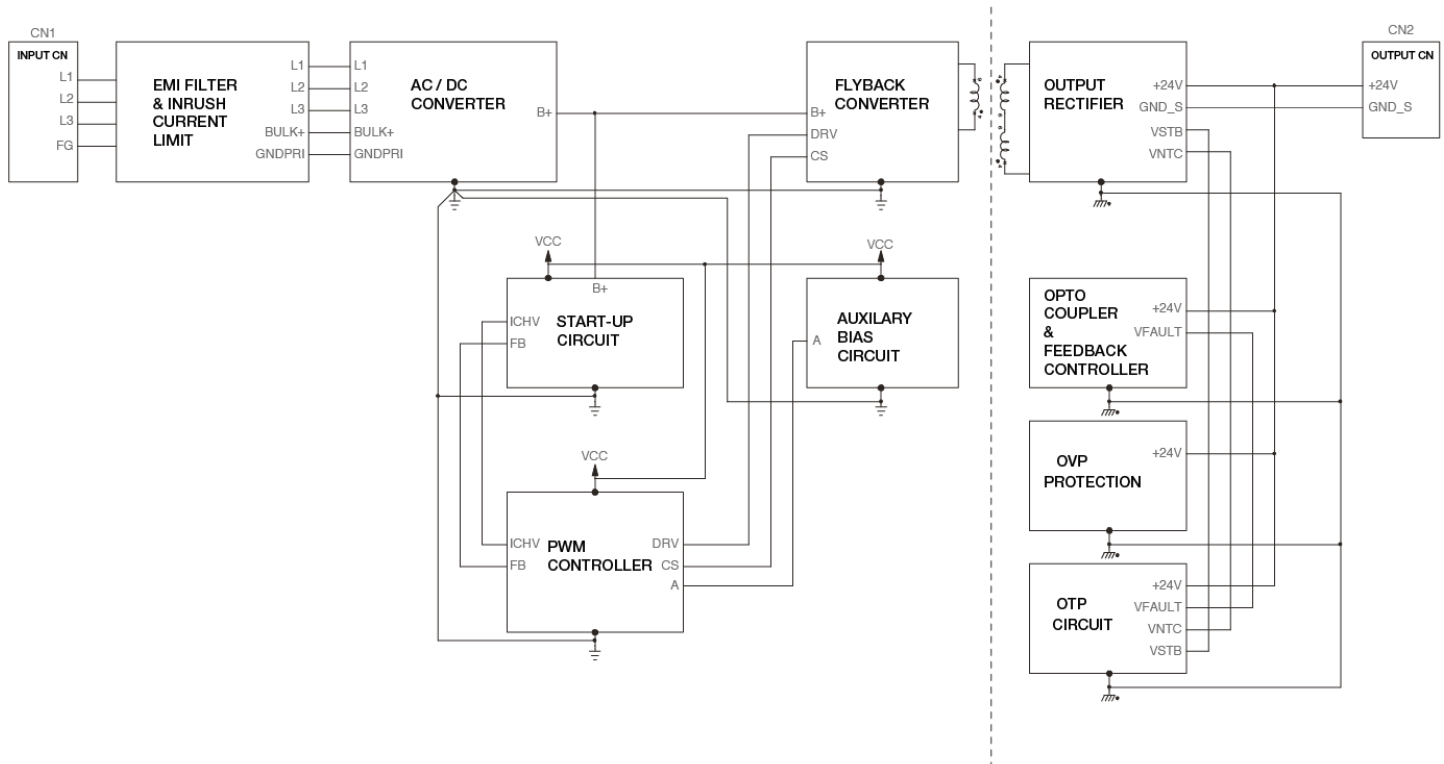 CN1
INPUT CN
L1
L2
L3
FG
EMI FILTER
& INRUSH
CURRENT
LIMIT
L1
L2
L3
BULK+
GNDPRI
L1
L2
L3
BULK+
GNDPRI
AC / DC
CONVERTER
B+
FLYBACK
CONVERTER
B+
DRV
CS
OUTPUT
RECTIFIER
+24V
GND_S
VSTB
VNTC
CN2
OUTPUT CN
+24V
GND_S
VCC
B+
ICHV
FB
START-UP
CIRCUIT
VCC
AUXILARY
BIAS
CIRCUIT
A
OPTO
COUPLER
&
FEEDBACK
CONTROLLER
+24V
VFAULT
VCC
ICHV
FB
PWM
CONTROLLER
DRV
CS
A
OVP
PROTECTION
+24V
OTP
CIRCUIT
+24V
VFAULT
VNTC
VSTB